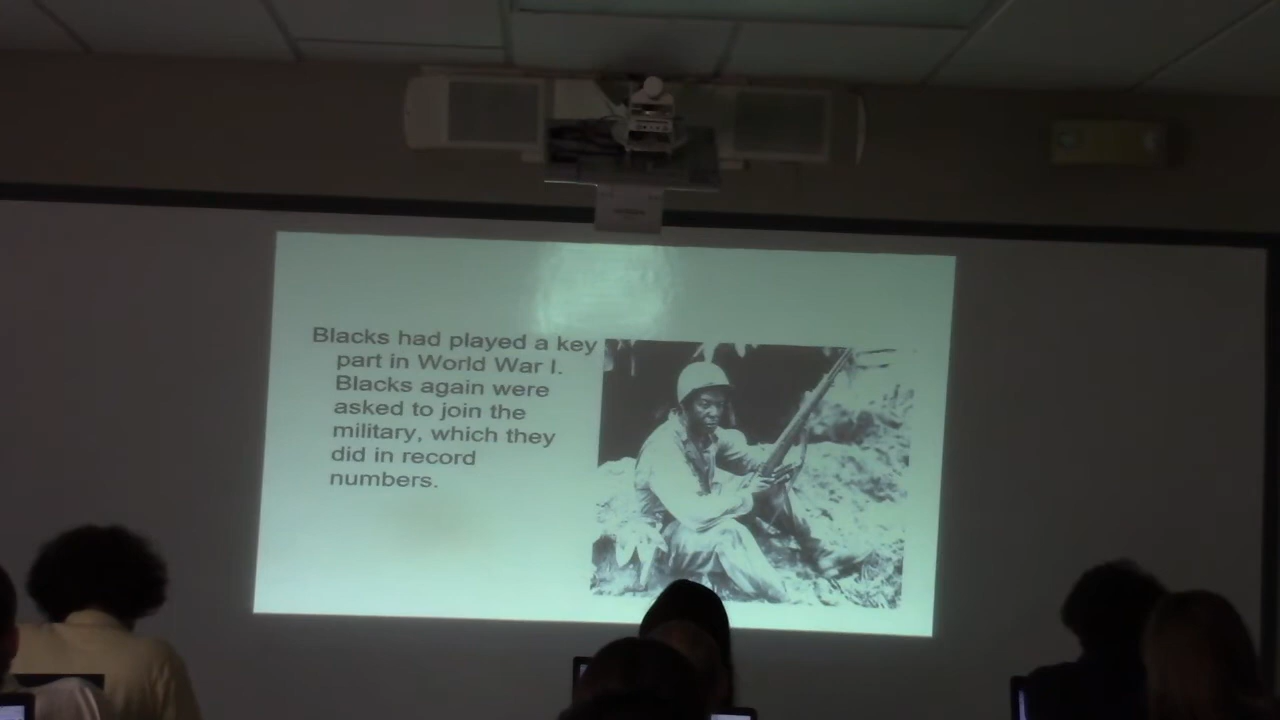 Blacks had played a key
part in World War I.
Blacks again were
asked to join the
military, which they
did in record
numbers.